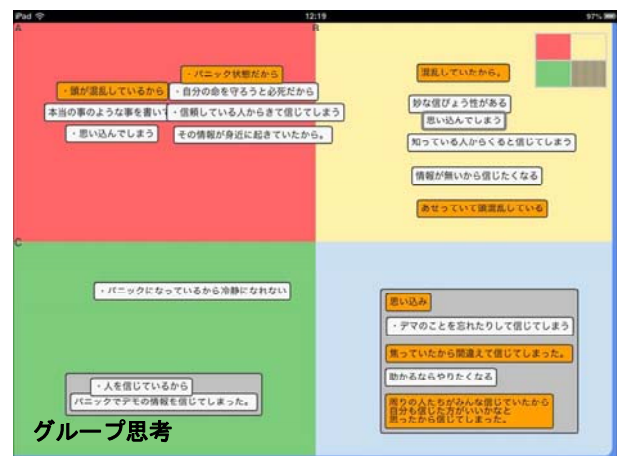 iPad
12:19
97%
A
B
・パニック状態だから
・頭が混乱しているから
・自分の命を守ろうと必死だから
本当の事のような事を書いて
・信頼している人からきて信じてしまう
・思い込んでしまう
その情報が身近に起きていたから。
混乱していたから。
妙な信ぴょう性がある
思い込んでしまう
知っている人からくると信じてしまう
情報が無いから信じたくなる
あせっていて頭混乱している
C
・パニックになっているから冷静になれない
・人を信じているから
パニックでデモの情報を信じてしまった。
グループ思考
思い込み
・デマのことを忘れたりして信じてしまう
焦っていたから間違えて信じてしまった。
助かるならやりたくなる
周りの人たちがみんな信じていたから
自分も信じた方がいいかなと
思ったから信じてしまった。